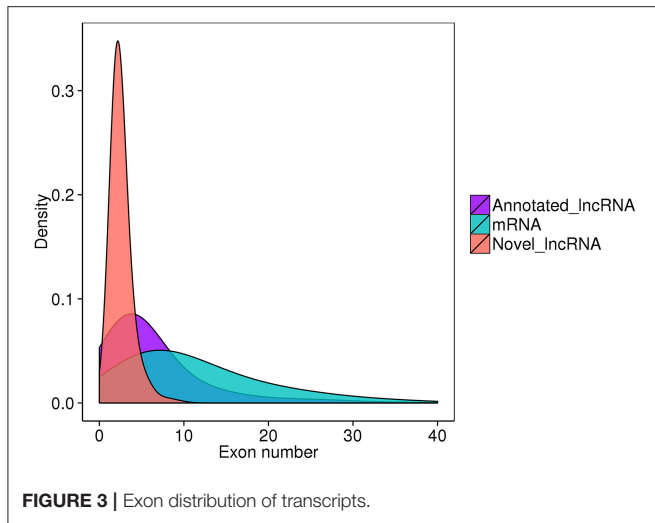 0.3
0.2
0.1
0.0
Density
0
10
20
30
40
Exon number
Annotated_lncRNA
mRNA
Novel_lncRNA
FIGURE 3 | Exon distribution of transcripts.